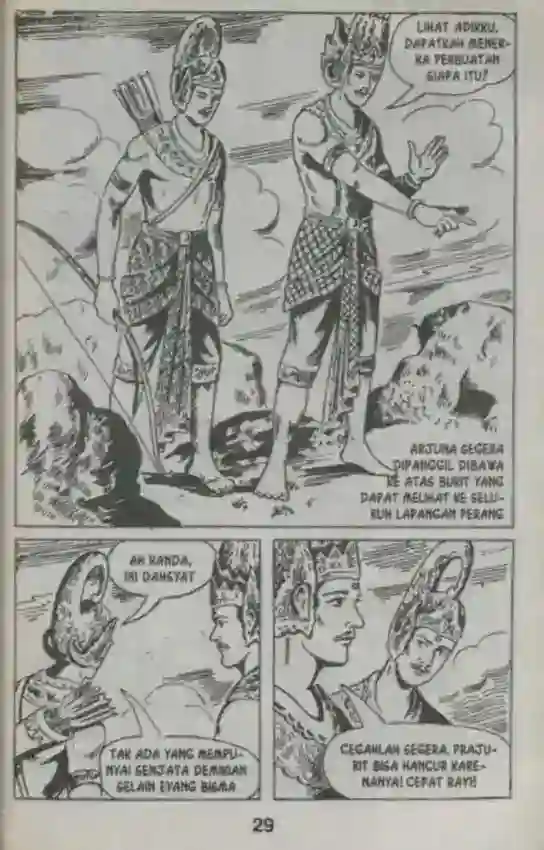 LIHAT ADIKKU,
DAPATKAH MENER-
KA PERBUATAN
SIAPA ITU?
ARJUNA SEGERA
DIPANGGIL DIBAWA
KE ATAS BUKIT YANG
DAPAT MELIHAT KE SELU-
RUH LAPANGAN PERANG
AH KANDA,
INI DAHSYAT
TAK ADA YANG MEMPU-
NYAI SENJATA DEMIKIAN
SELAIN EYANG BISMA
CEGAHLAH SEGERA, PRAJU-
RIT BISA HANCUR KARE-
NANYA! CEPAT RAYI!
29